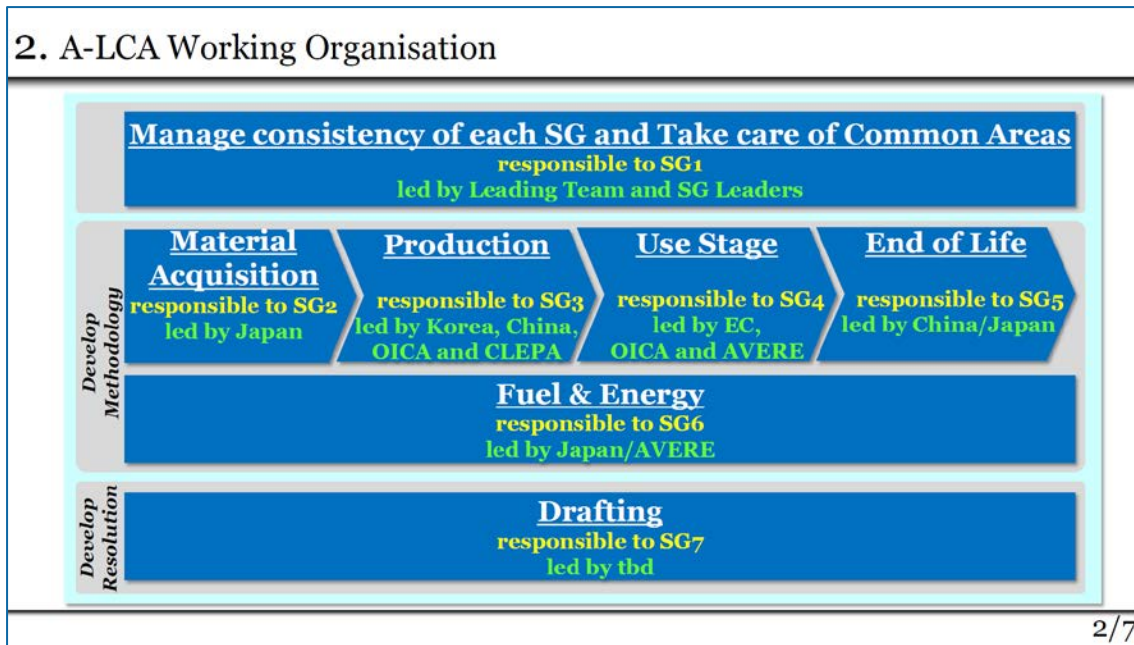 2. A-LCA Working Organisation
Manage consistency of each SG and Take care of Common Areas
responsible to SG1
led by Leading Team and SG Leaders
Develop
Methodology
Material
Acquisition
responsible to SG2
led by Japan
Production
responsible to SG3
led by Korea, China,
OICA and CLEPA
Use Stage
responsible to SG4
led by EC,
OICA and AVERE
End of Life
responsible to SG5
led by China/Japan
Fuel & Energy
responsible to SG6
led by Japan/AVERE
Develop
Resolution
Drafting
responsible to SG7
led by tbd
2/7